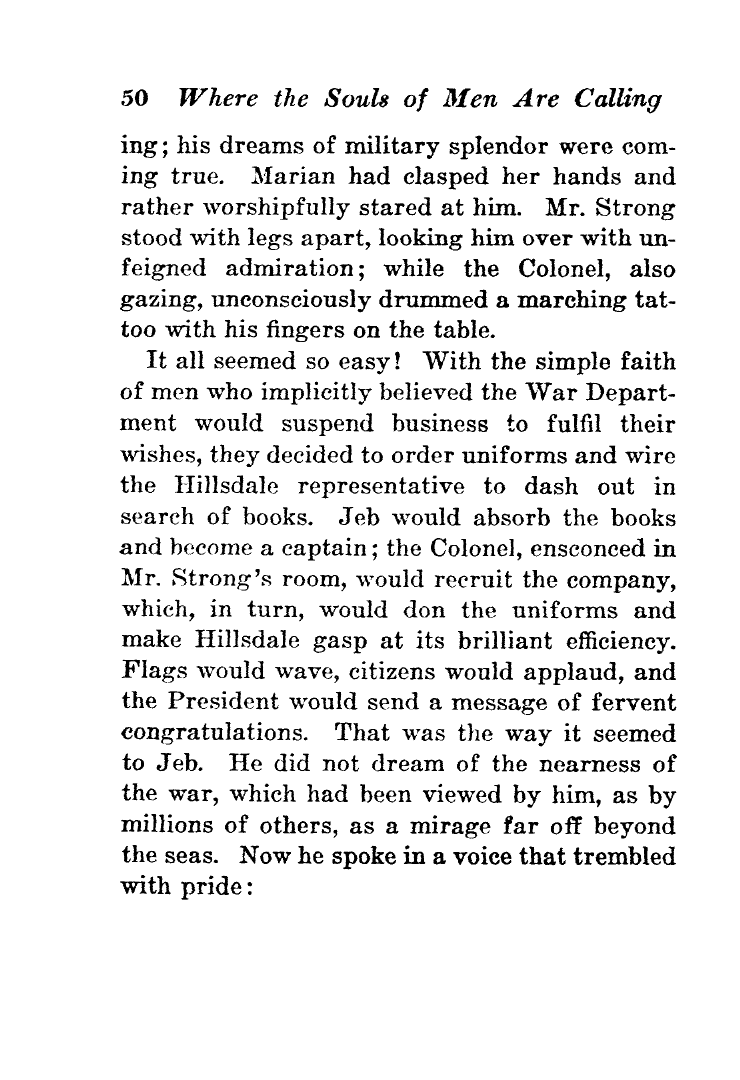 50 Where the Souls of Men Are Calling
ing; his dreams of military splendor were com-
ing true. Marian had clasped her hands and
rather worshipfully stared at him. Mr. Strong
stood with legs apart, looking him over with un-
feigned admiration; while the Colonel, also
gazing, unconsciously drummed a marching tat-
too with his fingers on the table.
It all seemed so easy! With the simple faith
of men who implicitly believed the War Depart-
ment would suspend business to fulfil their
wishes, they decided to order uniforms and wire
the Hillsdale representative to dash out in
search of books. Jeb would absorb the books
and become a captain; the Colonel, ensconced in
Mr. Strong's room, would recruit the company,
which, in turn, would don the uniforms and
make Hillsdale gasp at its brilliant efficiency.
Flags would wave, citizens would applaud, and
the President would send a message of fervent
congratulations. That was the way it seemed
to Jeb. He did not dream of the nearness of
the war, which had been viewed by him, as by
millions of others, as a mirage far off beyond
the seas. Now he spoke in a voice that trembled
with pride: